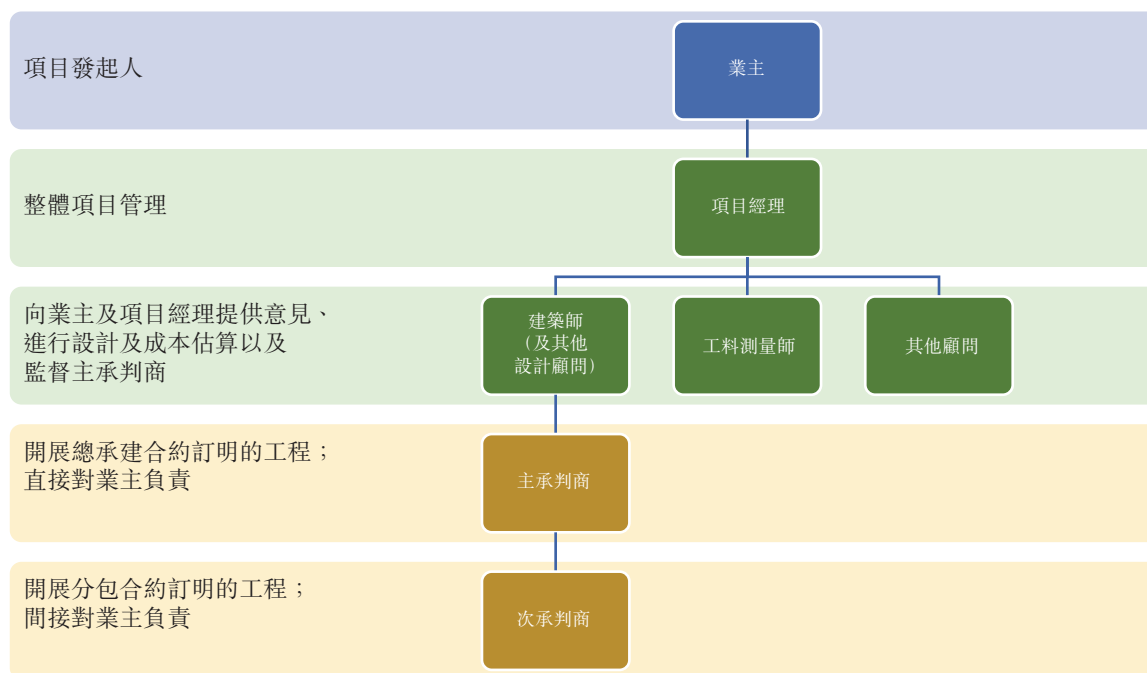 項目發起人
業主
整體項目管理
項目經理
向業主及項目經理提供意見、
進行設計及成本估算以及
監督主承判商
建築師
(及其他
設計顧問)
工料測量師
其他顧問
開展總承建合約訂明的工程；
直接對業主負責
主承判商
開展分包合約訂明的工程；
間接對業主負責
次承判商